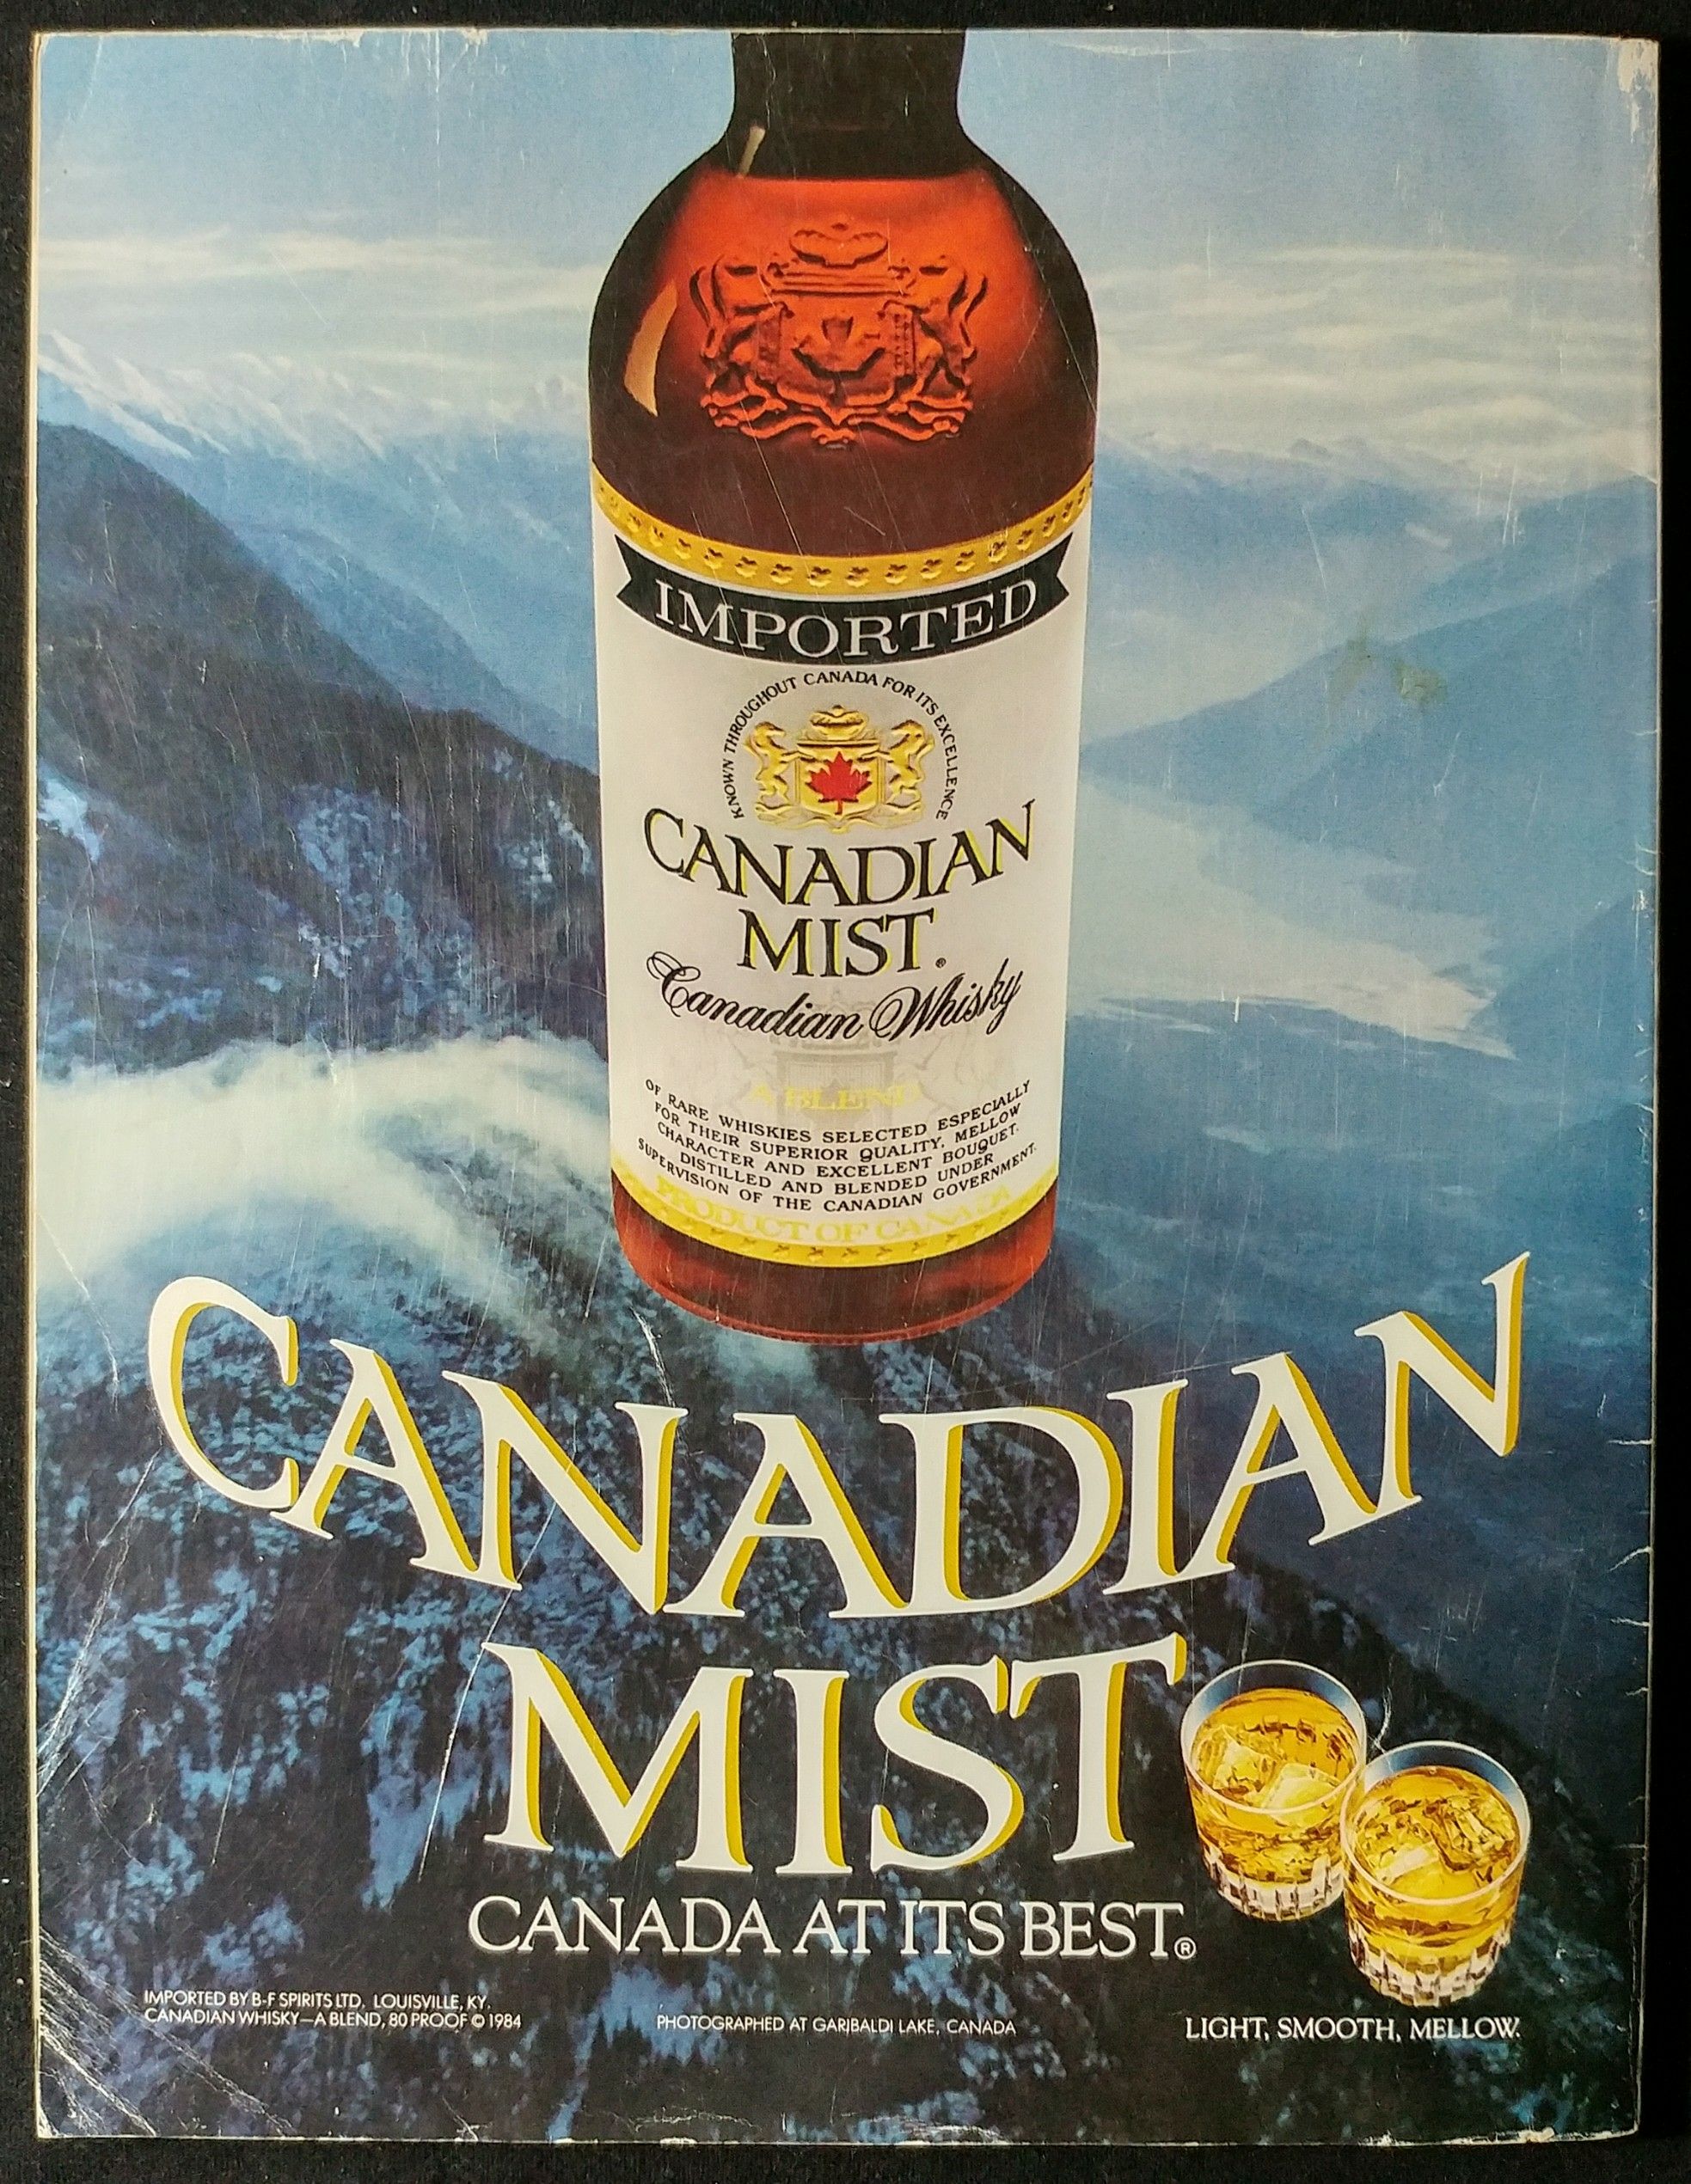 IMPORTED
KNOWN THROUGHOUT CANADA FOR ITS EXCELLENCE
CANADIAN
MIST®
Canadian Whisky
A BLEND
OF RARE WHISKIES SELECTED ESPECIALLY
FOR THEIR SUPERIOR QUALITY, MELLOW
CHARACTER AND EXCELLENT BOUQUET.
DISTILLED AND BLENDED UNDER
SUPERVISION OF THE CANADIAN GOVERNMENT.
PRODUCT OF CANADA
CANADIAN
MIST
CANADA AT ITS BEST.®
IMPORTED BY B-F SPIRITS LTD, LOUISVILLE, KY.
CANADIAN WHISKY—A BLEND, 80 PROOF © 1984
PHOTOGRAPHED AT GARIBALDI LAKE, CANADA
LIGHT, SMOOTH, MELLOW.